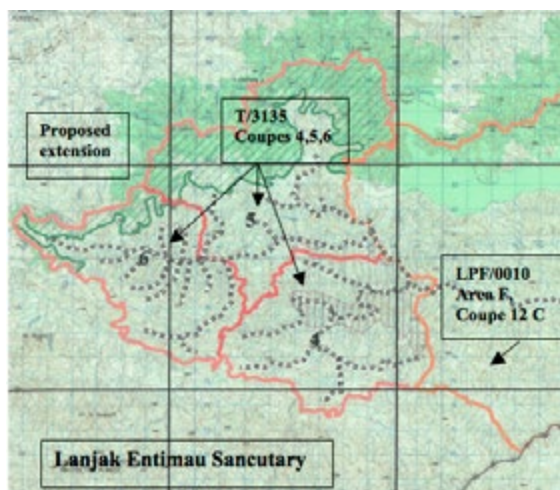 Proposed
extension
T/3135
Coupes 4,5,6
5
6
LPF/0010
Area F,
Coupe 12 C
4
Lanjak Entimau Sancutary